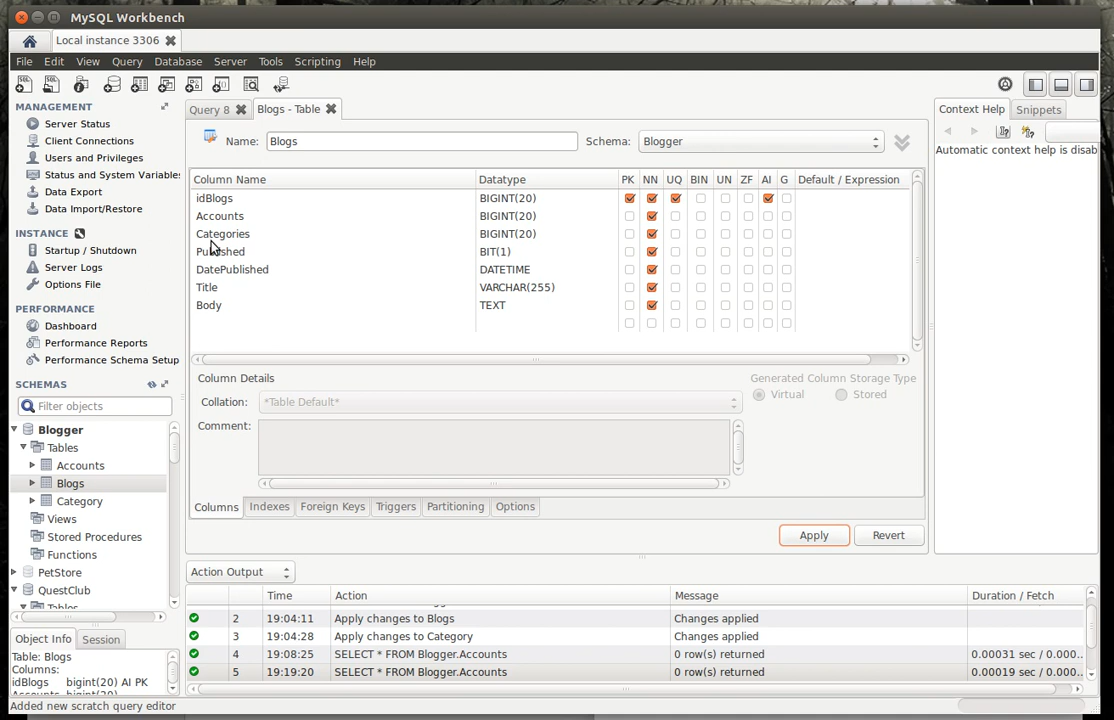 MySQL Workbench
Local instance 3306
File Edit View Query Database Server Tools Scripting Help
MANAGEMENT
Server Status
Client Connections
Users and Privileges
Status and System Variables
Data Export
Data Import/Restore
INSTANCE
Startup / Shutdown
Server Logs
Options File
PERFORMANCE
Dashboard
Performance Reports
Performance Schema Setup
SCHEMAS
Filter objects
Blogger
Tables
Accounts
Blogs
Category
Views
Stored Procedures
Functions
PetStore
QuestClub
Tables
Object Info Session
Table: Blogs
Columns:
idBlogs bigint(20) AI PK
Accounts bigint(20)
Query 8 Blogs - Table
Name: Blogs Schema: Blogger
Column Name Datatype PK NN UQ BIN UN ZF AI G Default / Expression
idBlogs BIGINT(20)
Accounts BIGINT(20)
Categories BIGINT(20)
Published BIT(1)
DatePublished DATETIME
Title VARCHAR(255)
Body TEXT
Column Details Generated Column Storage Type
Collation: *Table Default* Virtual Stored
Comment:
Columns Indexes Foreign Keys Triggers Partitioning Options
Apply Revert
Context Help Snippets
Automatic context help is disab
Action Output
Time Action Message Duration / Fetch
2 19:04:11 Apply changes to Blogs Changes applied
3 19:04:28 Apply changes to Category Changes applied
4 19:08:25 SELECT * FROM Blogger.Accounts 0 row(s) returned 0.00031 sec / 0.000..
5 19:19:20 SELECT * FROM Blogger.Accounts 0 row(s) returned 0.00019 sec / 0.000..
Added new scratch query editor